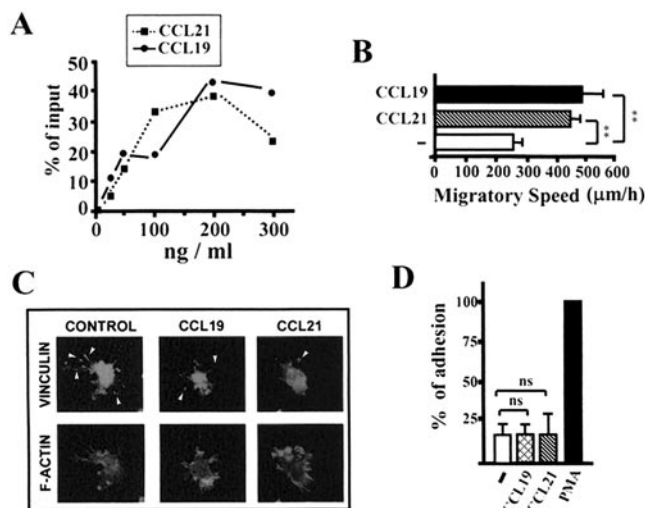 A
CCL21
CCL19
% of input
50
40
30
20
10
0
0 100 200 300
ng / ml
B
CCL19
CCL21
–
**
**
0 100 200 300 400 500 600
Migratory Speed (μm/h)
C
CONTROL CCL19 CCL21
VINCULIN
F-ACTIN
D
% of adhesion
100
75
50
25
ns
ns
– CCL19 CCL21 PMA